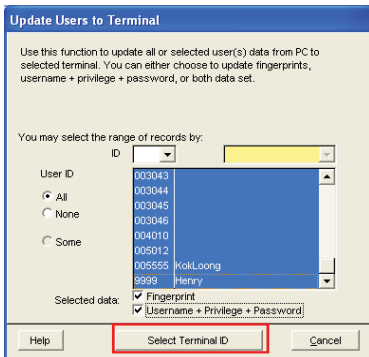 Update Users to Terminal
Use this function to update all or selected user(s) data from PC to
selected terminal. You can either choose to update fingerprints,
username + privilege + password, or both data set.
You may select the range of records by:
ID
User ID
All
None
Some
003043
003044
003045
003046
004010
005012
005555 KokLoong
9999 Henry
Selected data:
Fingerprint
Username + Privilege + Password
Help
Select Terminal ID
Cancel